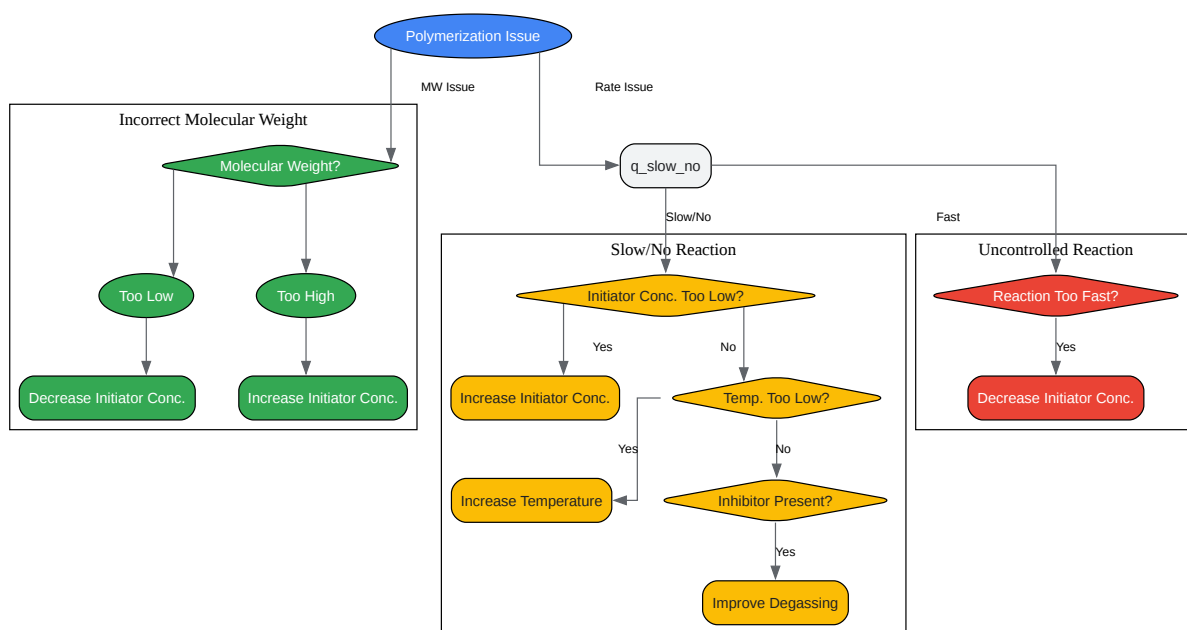 Polymerization Issue
MW Issue
Rate Issue
Incorrect Molecular Weight
Molecular Weight?
q_slow_no
Slow/No
Fast
Slow/No Reaction
Uncontrolled Reaction
Too Low
Too High
Initiator Conc. Too Low?
Reaction Too Fast?
Yes
No
Yes
Decrease Initiator Conc.
Increase Initiator Conc.
Increase Initiator Conc.
Temp. Too Low?
Decrease Initiator Conc.
Yes
No
Increase Temperature
Inhibitor Present?
Yes
Improve Degassing